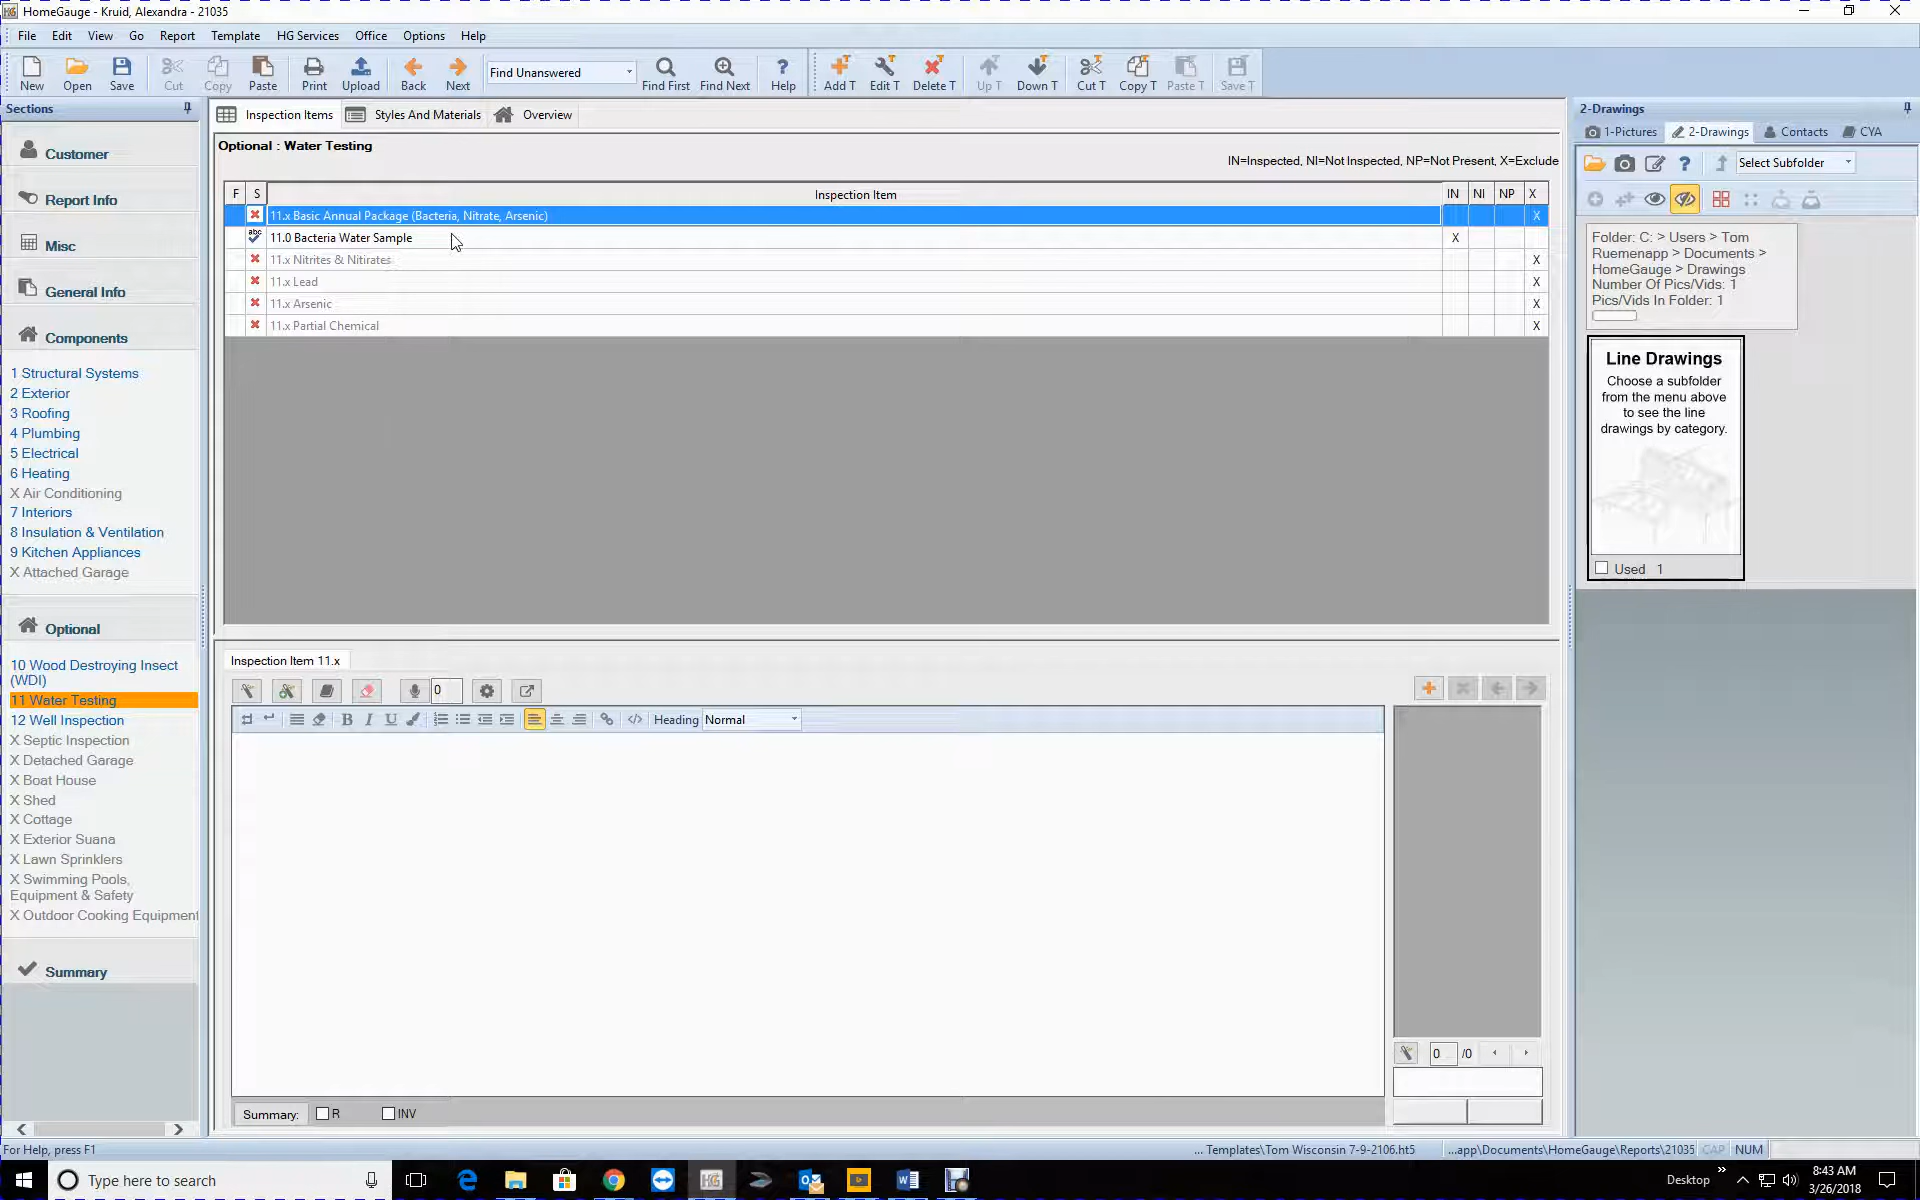 HomeGauge - Kruid, Alexandra - 21035
File Edit View Go Report Template HG Services Office Options Help
New Open Save Cut Copy Paste Print Upload Back Next Find Unanswered Find First Find Next Help Add T Edit T Delete T Up T Down T Cut T Copy T Paste T Save T
Sections
Customer
Report Info
Misc
General Info
Components
1 Structural Systems
2 Exterior
3 Roofing
4 Plumbing
5 Electrical
6 Heating
X Air Conditioning
7 Interiors
8 Insulation & Ventilation
9 Kitchen Appliances
X Attached Garage
Optional
10 Wood Destroying Insect
(WDI)
11 Water Testing
12 Well Inspection
X Septic Inspection
X Detached Garage
X Boat House
X Shed
X Cottage
X Exterior Suana
X Lawn Sprinklers
X Swimming Pools,
Equipment & Safety
X Outdoor Cooking Equipment
Summary
Inspection Items Styles And Materials Overview
Optional : Water Testing
IN=Inspected, NI=Not Inspected, NP=Not Present, X=Exclude
F S Inspection Item IN NI NP X
11.x Basic Annual Package (Bacteria, Nitrate, Arsenic) X
abc 11.0 Bacteria Water Sample X
11.x Nitrites & Nitirates X
11.x Lead X
11.x Arsenic X
11.x Partial Chemical X
Inspection Item 11.x
0
B I U Heading Normal
0 /0
Summary: R INV
2-Drawings
1-Pictures 2-Drawings Contacts CYA
Select Subfolder
Folder: C: > Users > Tom
Ruemenapp > Documents >
HomeGauge > Drawings
Number Of Pics/Vids: 1
Pics/Vids In Folder: 1
Line Drawings
Choose a subfolder
from the menu above
to see the line
drawings by category.
Used 1
For Help, press F1 ... Templates\Tom Wisconsin 7-9-2106.ht5 ...app\Documents\HomeGauge\Reports\21035 CAP NUM
Type here to search Desktop 8:43 AM
3/26/2018